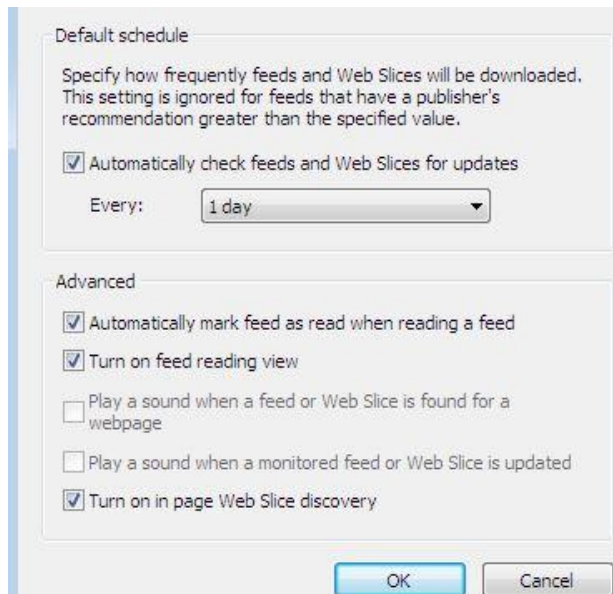 Default schedule
Specify how frequently feeds and Web Slices will be downloaded.
This setting is ignored for feeds that have a publisher's
recommendation greater than the specified value.
Automatically check feeds and Web Slices for updates
Every: 1 day
Advanced
Automatically mark feed as read when reading a feed
Turn on feed reading view
Play a sound when a feed or Web Slice is found for a
webpage
Play a sound when a monitored feed or Web Slice is updated
Turn on in page Web Slice discovery
OK Cancel